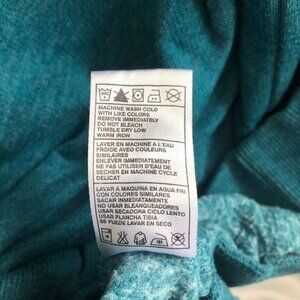 MACHINE WASH COLD
WITH LIKE COLORS
REMOVE IMMEDIATELY
DO NOT BLEACH
TUMBLE DRY LOW
WARM IRON
LAVER EN MACHINE A L'EAU
FROIDE AVEC COULEURS
SIMILAIRES
ENLEVER IMMEDIATEMENT
NE PAS UTILISER D'EAU DE
SECHER EN MACHINE CYCLE
DELICAT
LAVAR A MAQUINA EN AGUA FRI
CON COLORES SIMILARES
SACAR INMEDIATAMENTE
NO USAR BLANQUEADORES
USAR SECADORA CICLO LENTO
USAR PLANCHA TIBIA
SE PUEDE LAVAR EN SECO